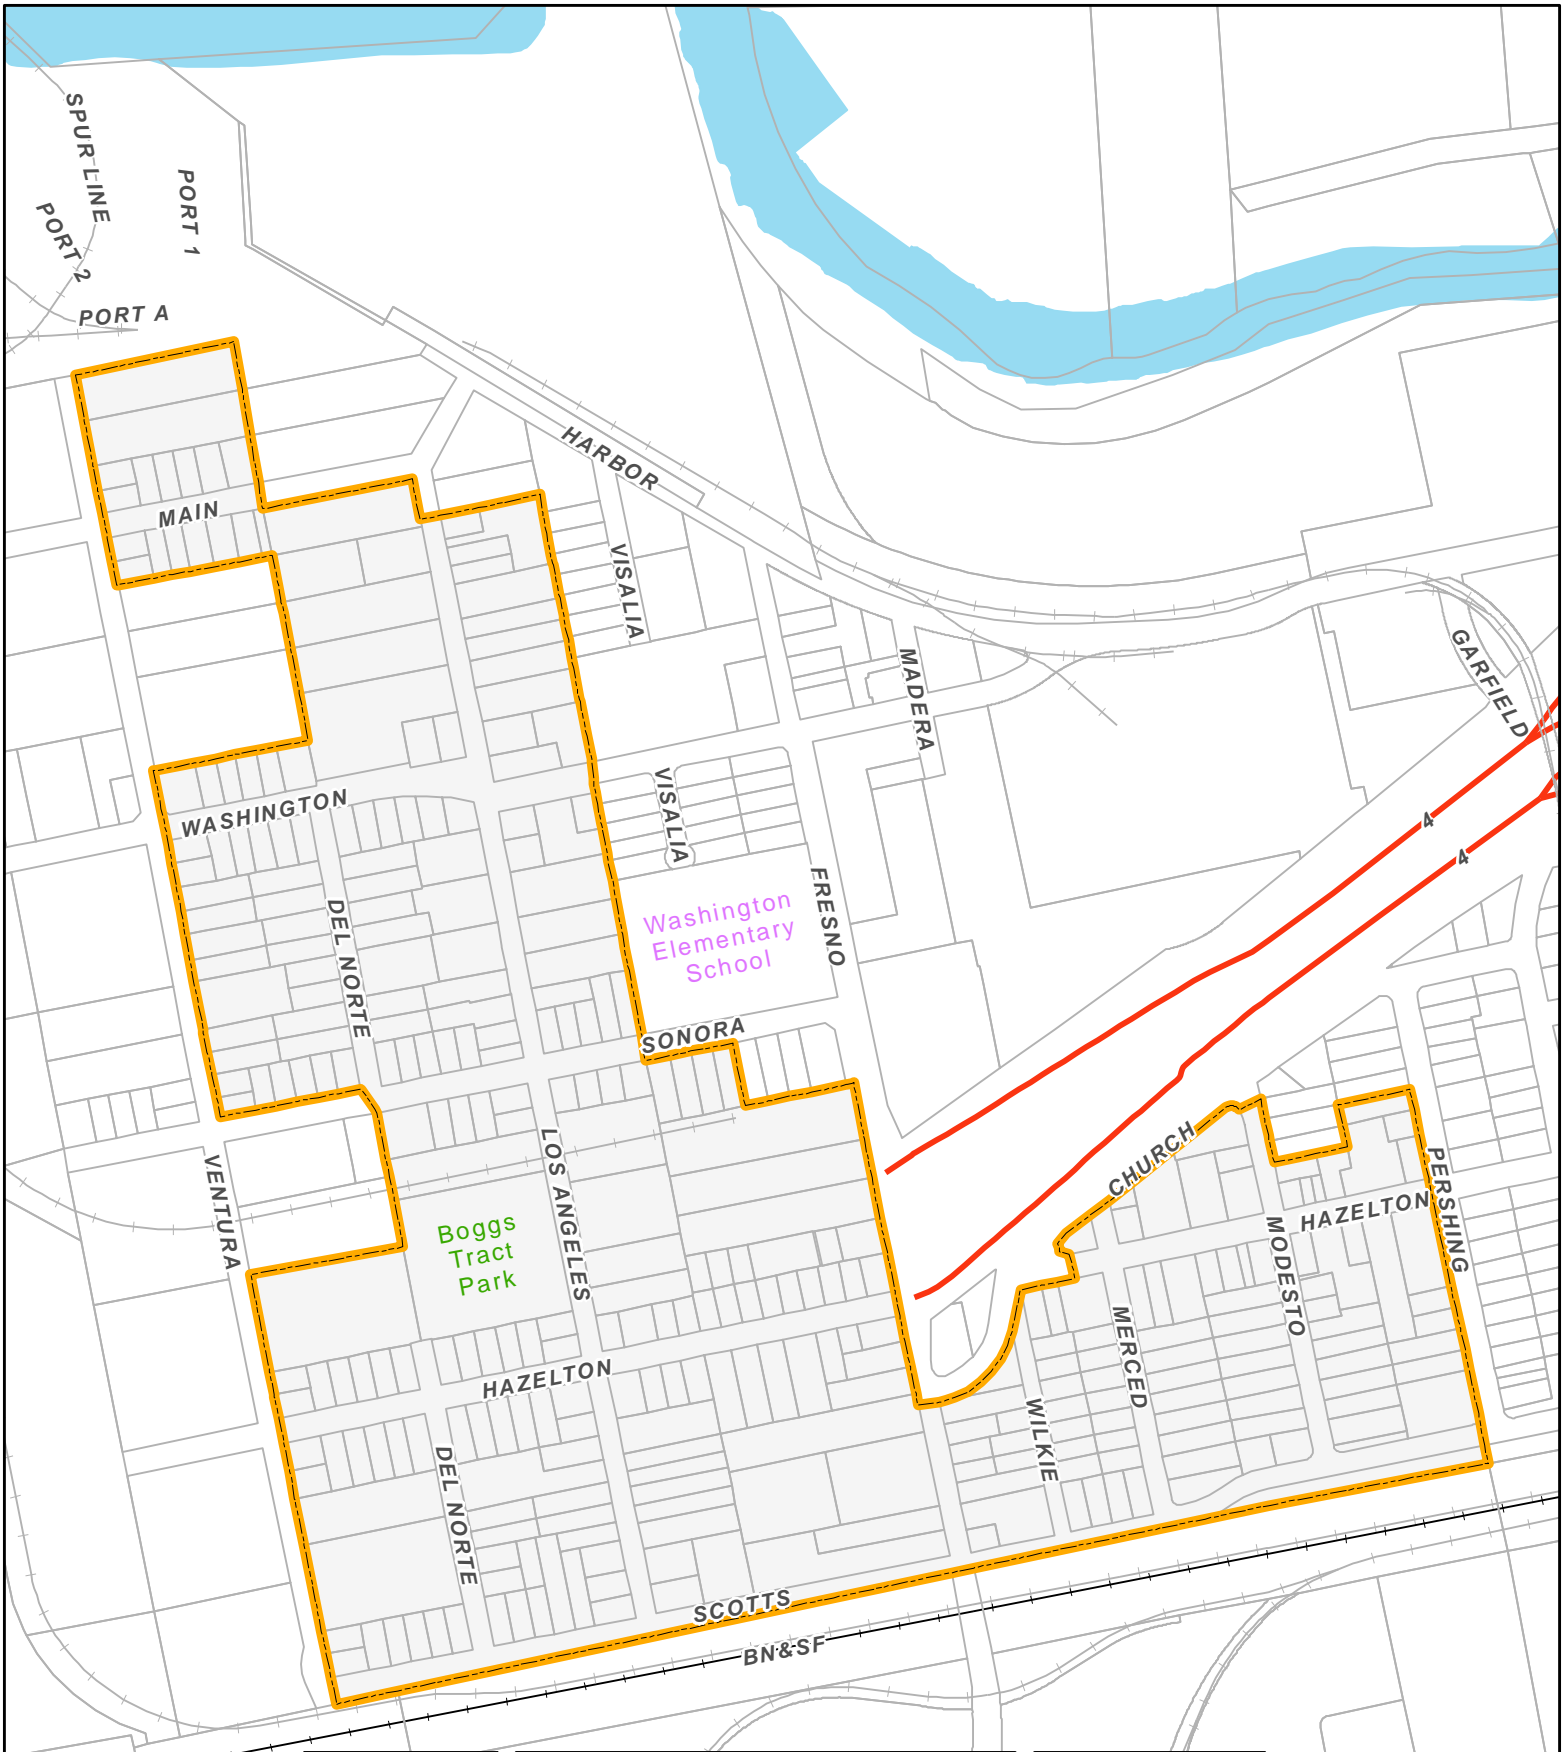 SPUR LINE
PORT 1
PORT 2
PORT A
HARBOR
MAIN
VISALIA
GARFIELD
MADERA
WASHINGTON
VISALIA
4
4
DEL NORTE
FRESNO
Washington
Elementary
School
SONORA
CHURCH
LOS ANGELES
VENTURA
PERSHING
HAZELTON
Boggs
Tract
Park
MODESTO
MERCED
HAZELTON
WILKIE
DEL NORTE
SCOTTS
BN&SF